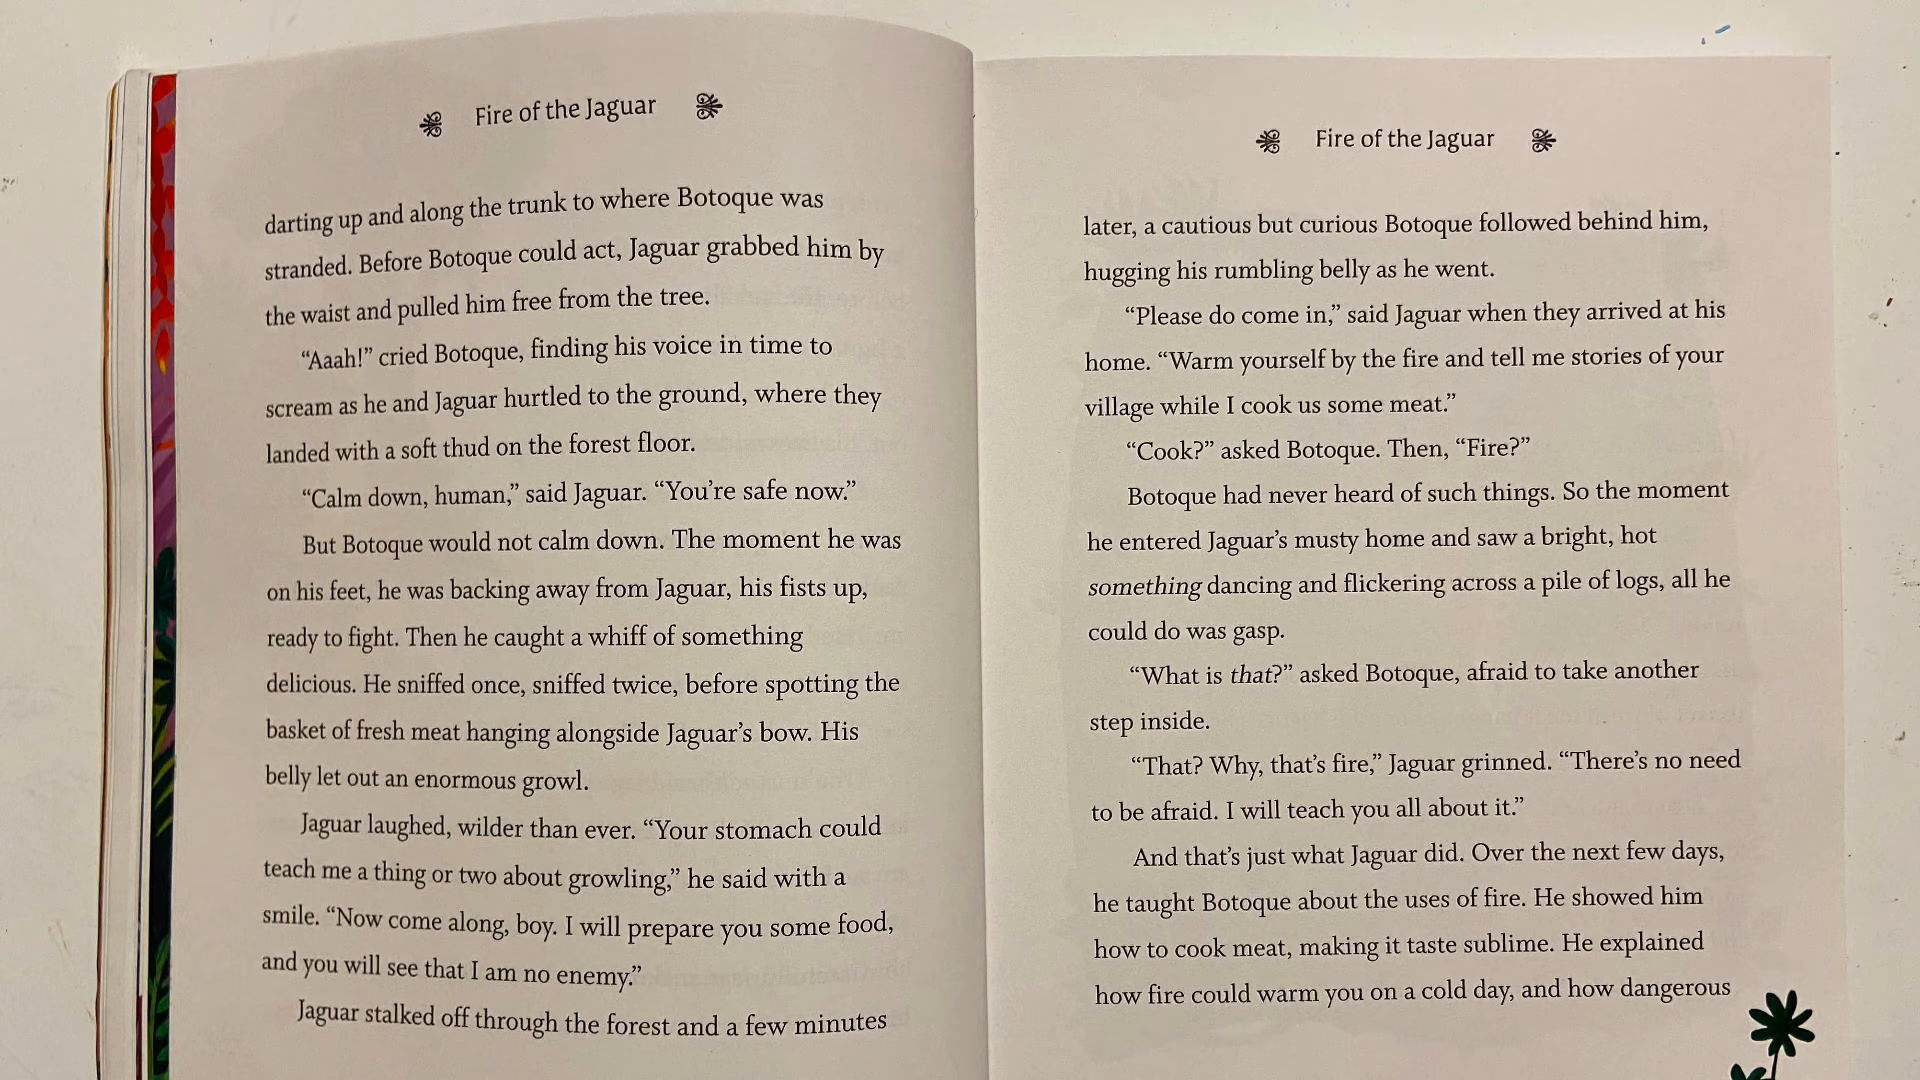 Fire of the Jaguar
darting up and along the trunk to where Botoque was
stranded. Before Botoque could act, Jaguar grabbed him by
the waist and pulled him free from the tree.
“Aaah!” cried Botoque, finding his voice in time to
scream as he and Jaguar hurtled to the ground, where they
landed with a soft thud on the forest floor.
“Calm down, human,” said Jaguar. “You’re safe now.”
But Botoque would not calm down. The moment he was
on his feet, he was backing away from Jaguar, his fists up,
ready to fight. Then he caught a whiff of something
delicious. He sniffed once, sniffed twice, before spotting the
basket of fresh meat hanging alongside Jaguar’s bow. His
belly let out an enormous growl.
Jaguar laughed, wilder than ever. “Your stomach could
teach me a thing or two about growling,” he said with a
smile. “Now come along, boy. I will prepare you some food,
and you will see that I am no enemy.”
Jaguar stalked off through the forest and a few minutes
Fire of the Jaguar
later, a cautious but curious Botoque followed behind him,
hugging his rumbling belly as he went.
“Please do come in,” said Jaguar when they arrived at his
home. “Warm yourself by the fire and tell me stories of your
village while I cook us some meat.”
“Cook?” asked Botoque. Then, “Fire?”
Botoque had never heard of such things. So the moment
he entered Jaguar’s musty home and saw a bright, hot
something dancing and flickering across a pile of logs, all he
could do was gasp.
“What is that?” asked Botoque, afraid to take another
step inside.
“That? Why, that’s fire,” Jaguar grinned. “There’s no need
to be afraid. I will teach you all about it.”
And that’s just what Jaguar did. Over the next few days,
he taught Botoque about the uses of fire. He showed him
how to cook meat, making it taste sublime. He explained
how fire could warm you on a cold day, and how dangerous